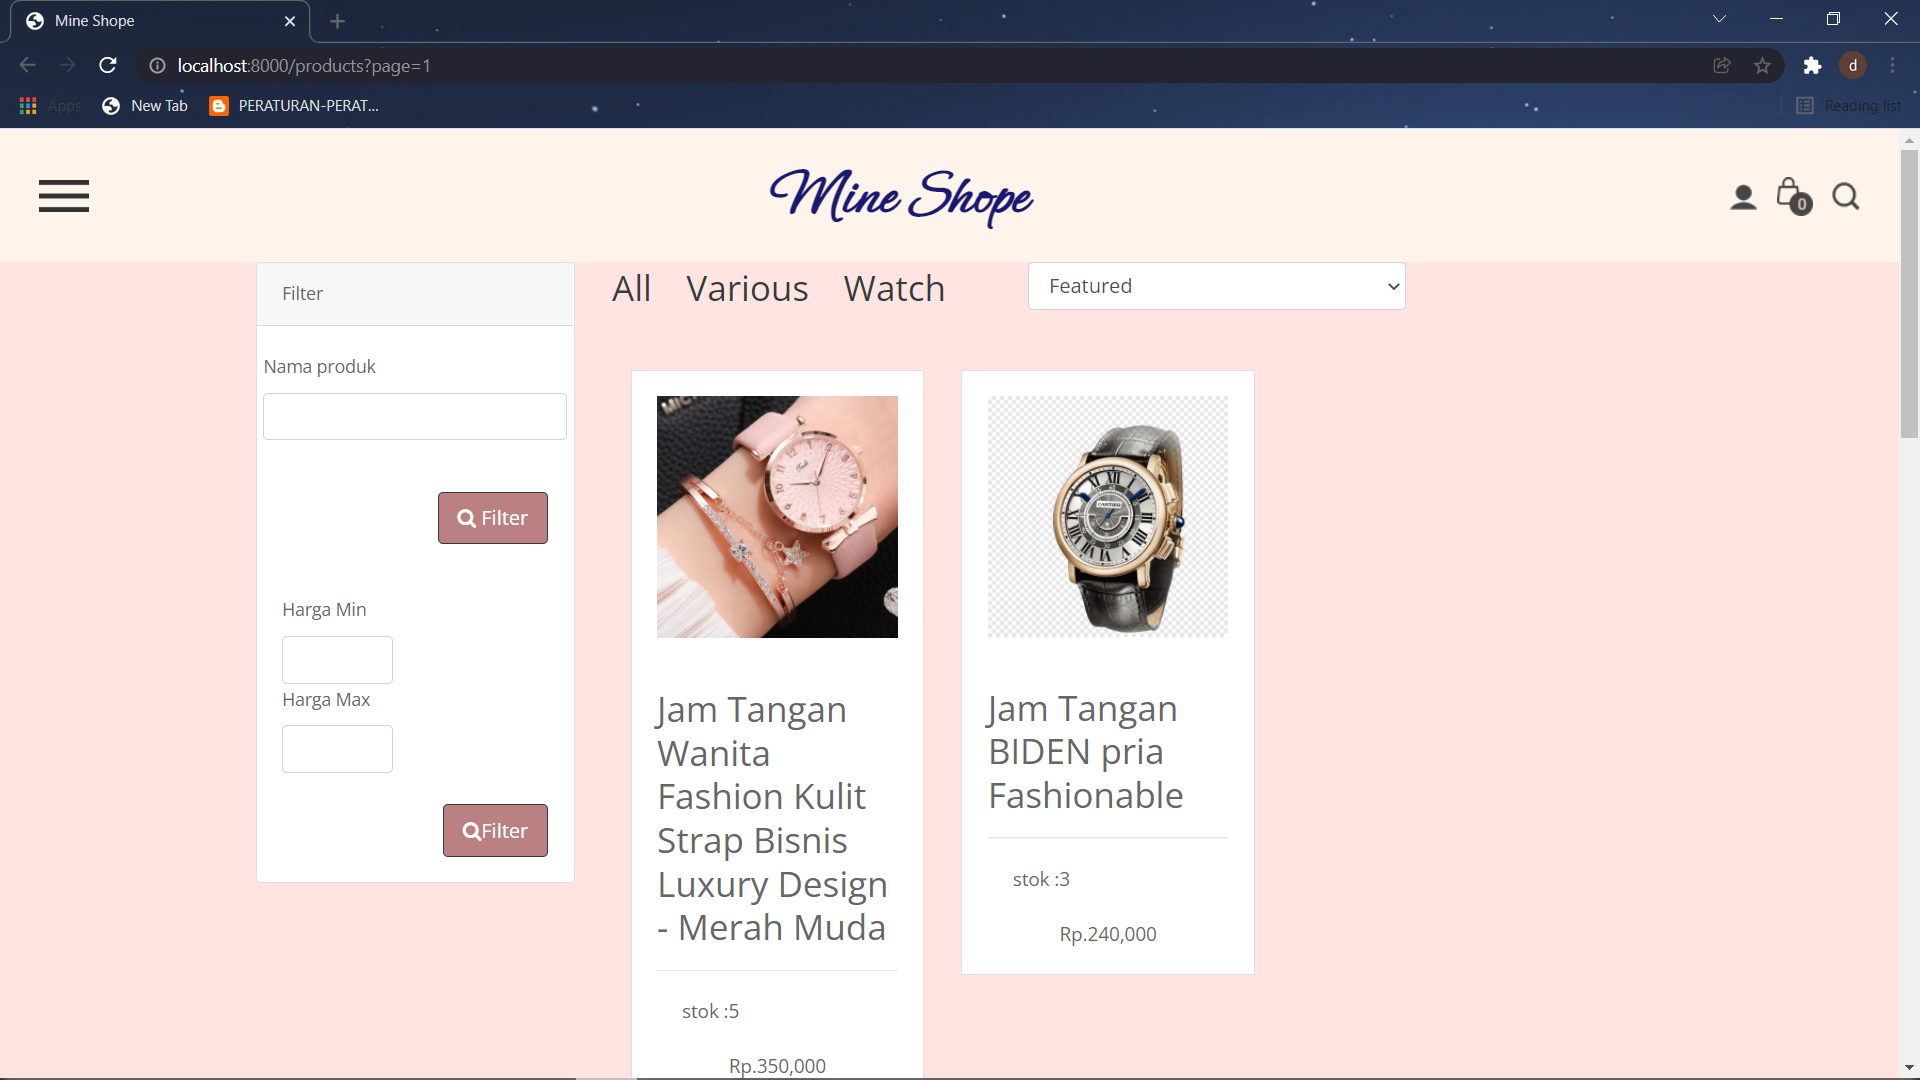 Mine Shope
localhost:8000/products?page=1
d
Apps
New Tab
PERATURAN-PERAT...
Reading list
Mine Shope
0
Filter
All Various Watch
Featured
Nama produk
Filter
Harga Min
Harga Max
Filter
Jam Tangan
Wanita
Fashion Kulit
Strap Bisnis
Luxury Design
- Merah Muda
stok :5
Rp.350,000
CARTIER
Jam Tangan
BIDEN pria
Fashionable
stok :3
Rp.240,000